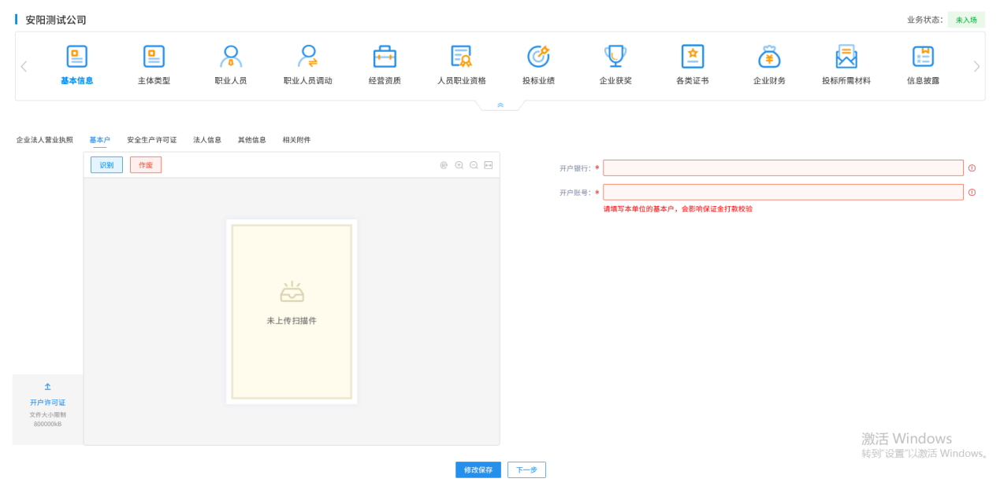 安阳测试公司
业务状态: 未入场
基本信息 主体类型 职业人员 职业人员调动 经营资质 人员职业资格 投标业绩 企业获奖 各类证书 企业财务 投标所需材料 信息披露
企业法人营业执照 基本户 安全生产许可证 法人信息 其他信息 相关附件
识别 作废
开户银行: *
开户账号: *
请填写本单位的基本户，会影响保证金打款校验
未上传扫描件
开户许可证
文件大小限制
800000kB
激活 Windows
转到"设置"以激活 Windows。
修改保存 下一步